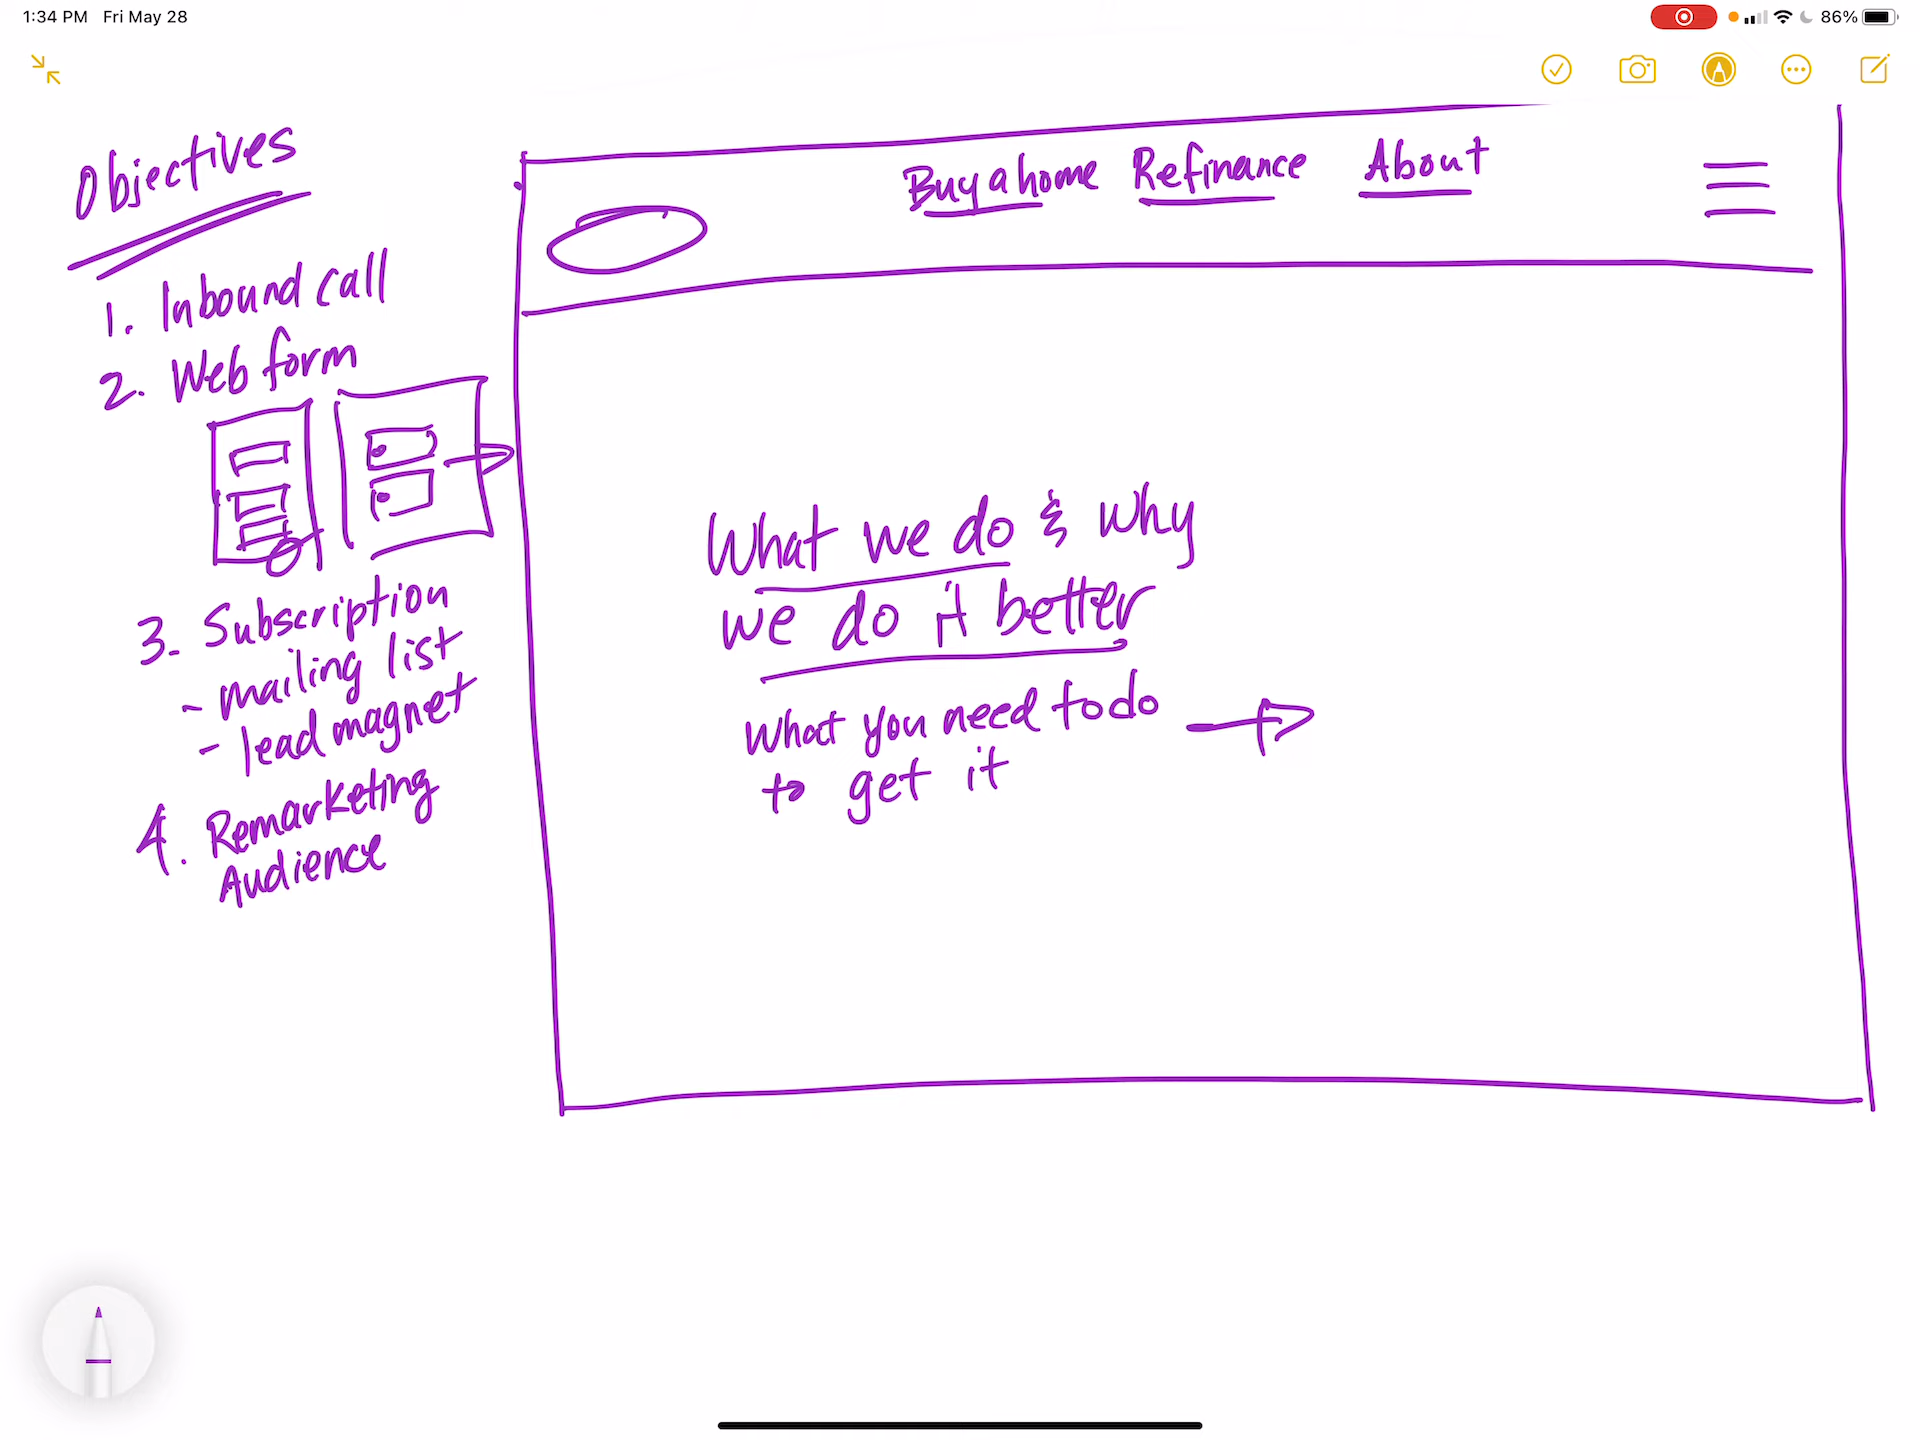 1:34 PM Fri May 28
86%
Objectives
1. Inbound call
2. Web form
3. Subscription
- mailing list
- lead magnet
4. Remarketing
Audience
Buy a home Refinance About
What we do & why
we do it better
What you need to do
to get it